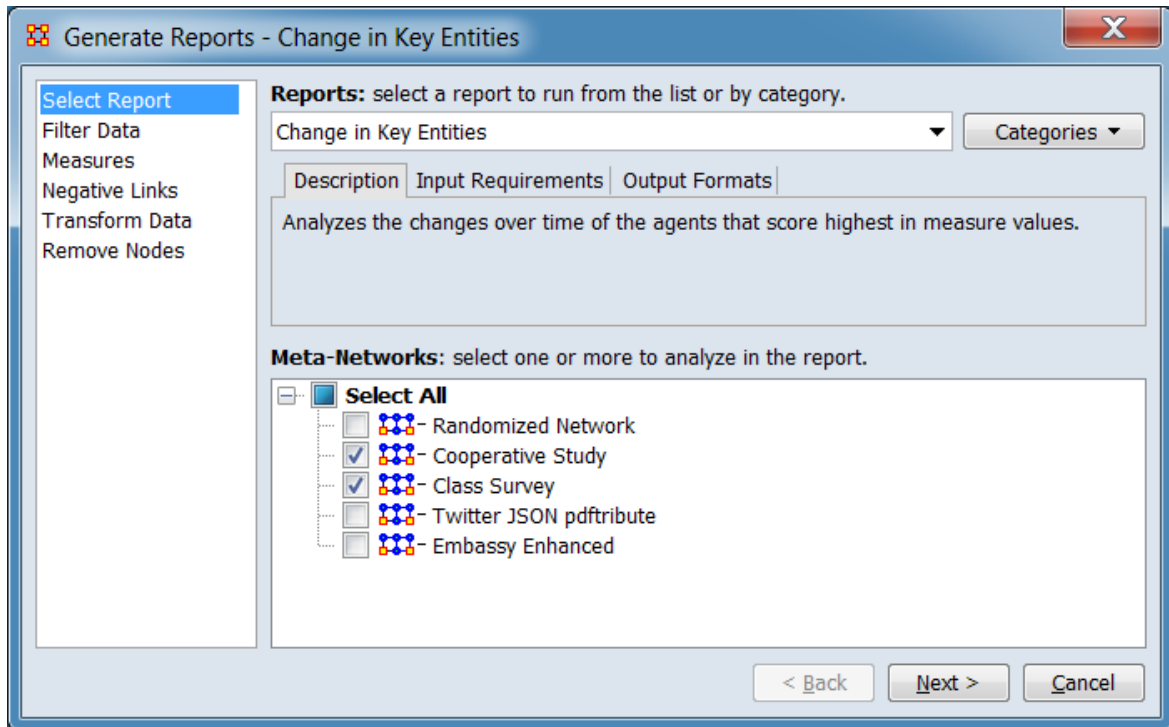 Generate Reports - Change in Key Entities
X
Select Report
Filter Data
Measures
Negative Links
Transform Data
Remove Nodes
Reports: select a report to run from the list or by category.
Change in Key Entities
Categories
Description Input Requirements Output Formats
Analyzes the changes over time of the agents that score highest in measure values.
Meta-Networks: select one or more to analyze in the report.
Select All
Randomized Network
Cooperative Study
Class Survey
Twitter JSON pdftribute
Embassy Enhanced
< Back Next > Cancel